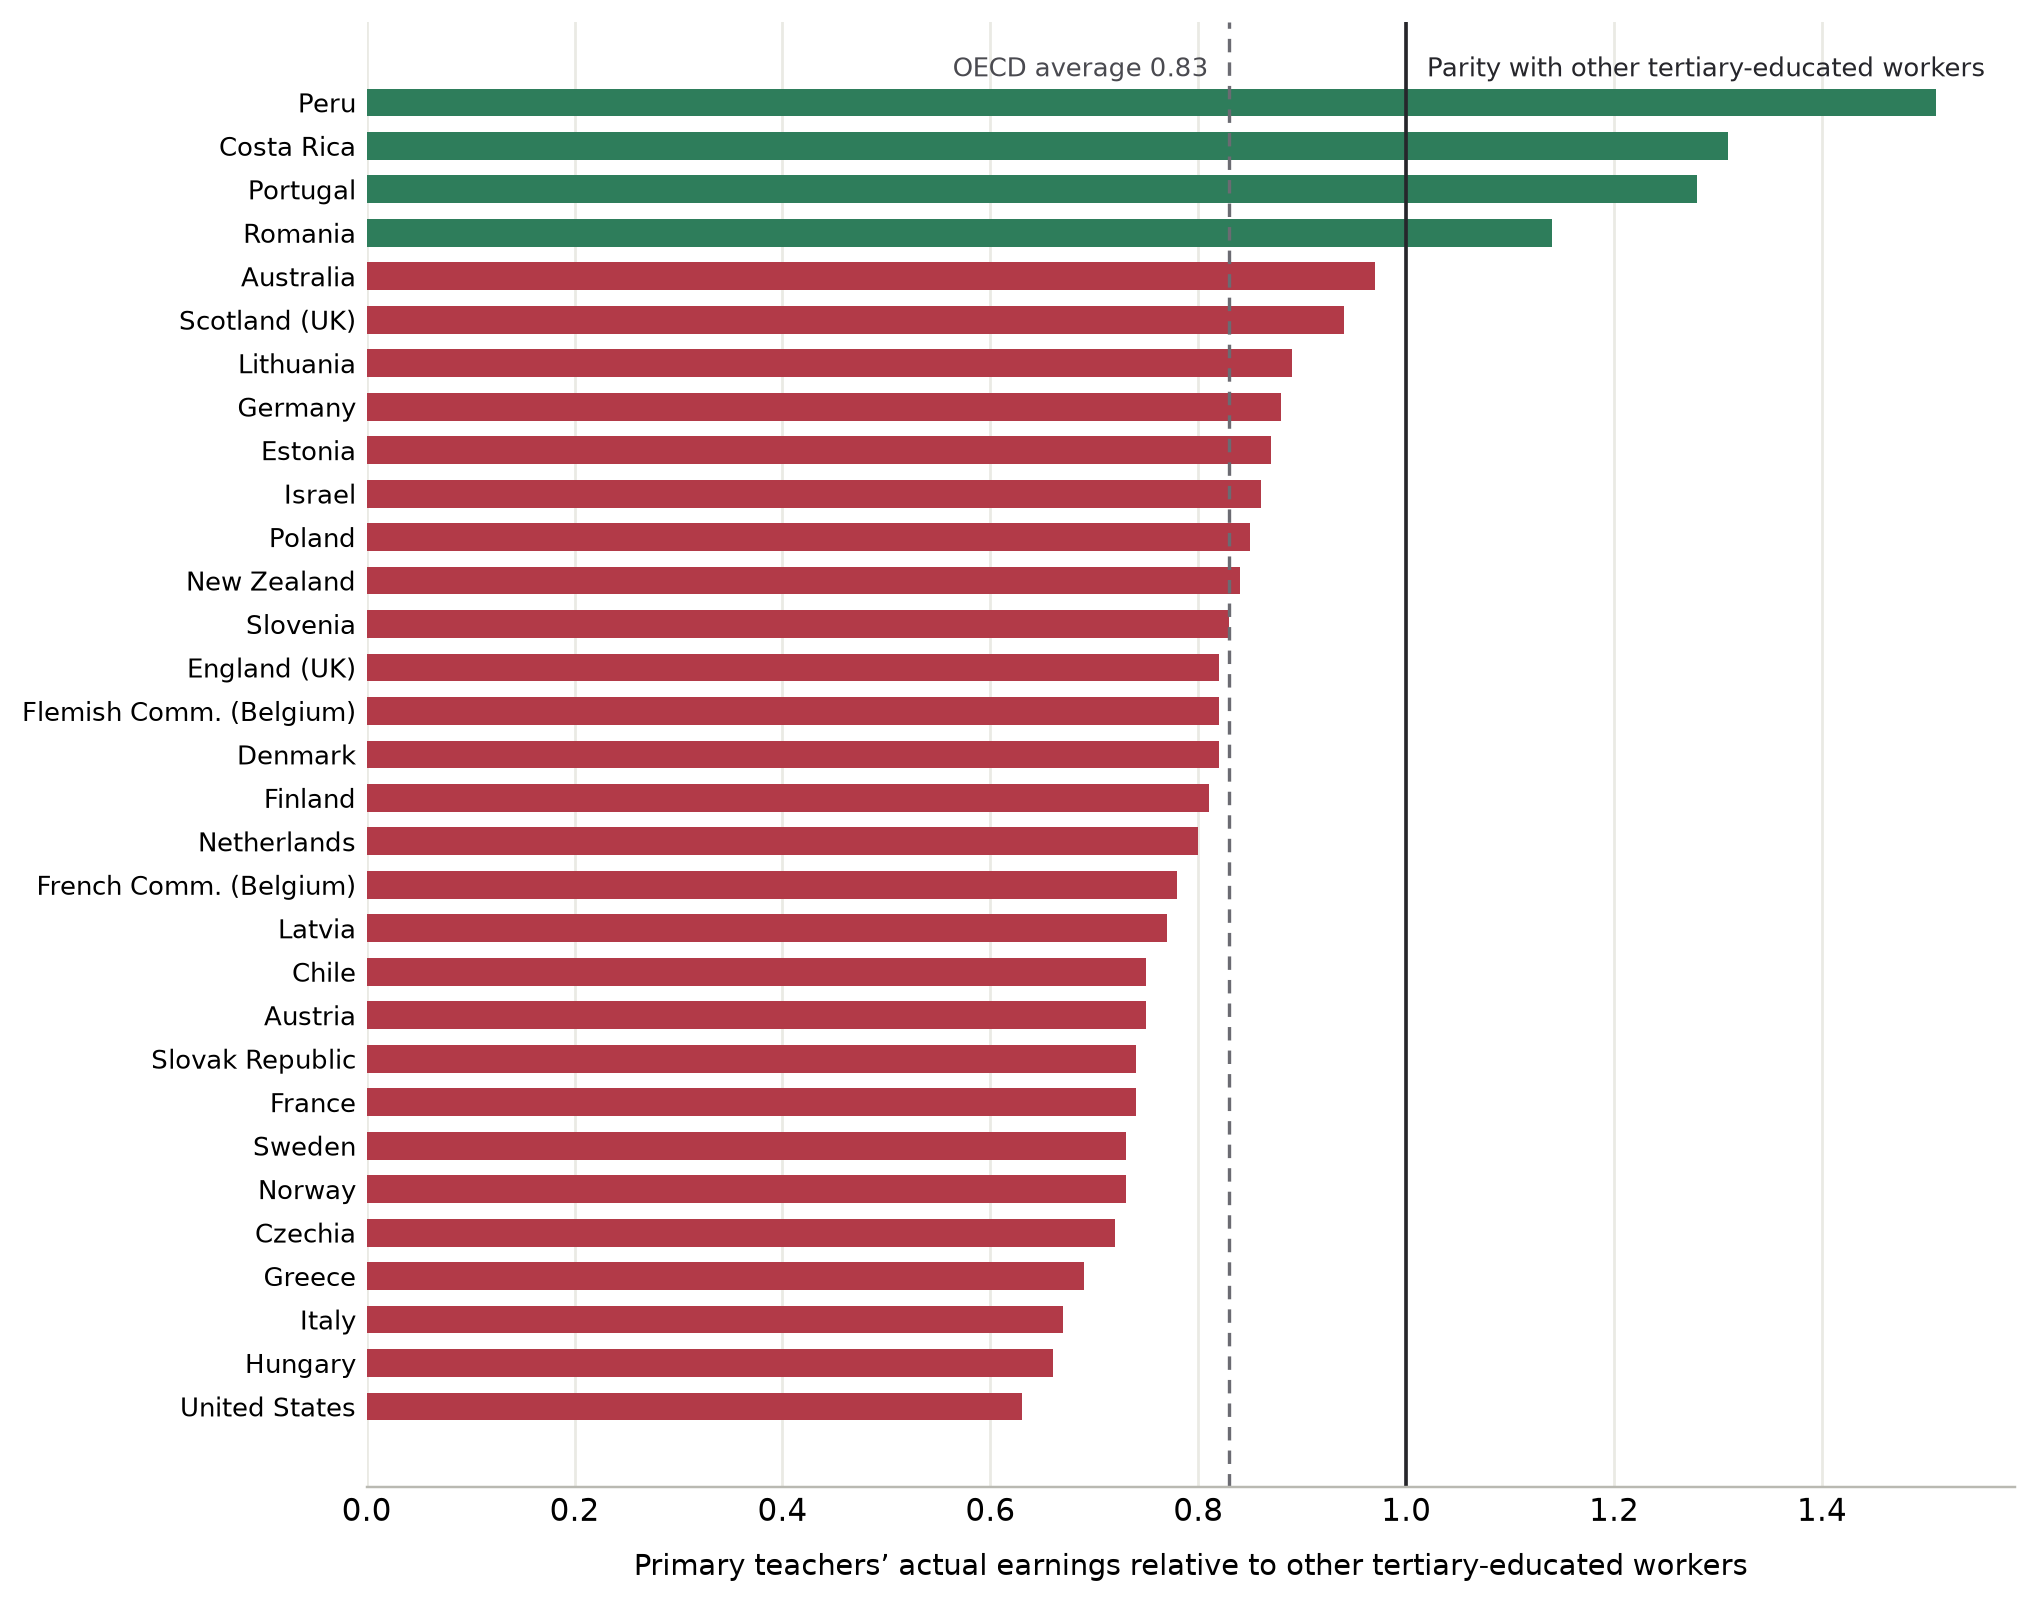 OECD average 0.83
Parity with other tertiary-educated workers
Peru
Costa Rica
Portugal
Romania
Australia
Scotland (UK)
Lithuania
Germany
Estonia
Israel
Poland
New Zealand
Slovenia
England (UK)
Flemish Comm. (Belgium)
Denmark
Finland
Netherlands
French Comm. (Belgium)
Latvia
Chile
Austria
Slovak Republic
France
Sweden
Norway
Czechia
Greece
Italy
Hungary
United States
0.0 0.2 0.4 0.6 0.8 1.0 1.2 1.4
Primary teachers’ actual earnings relative to other tertiary-educated workers